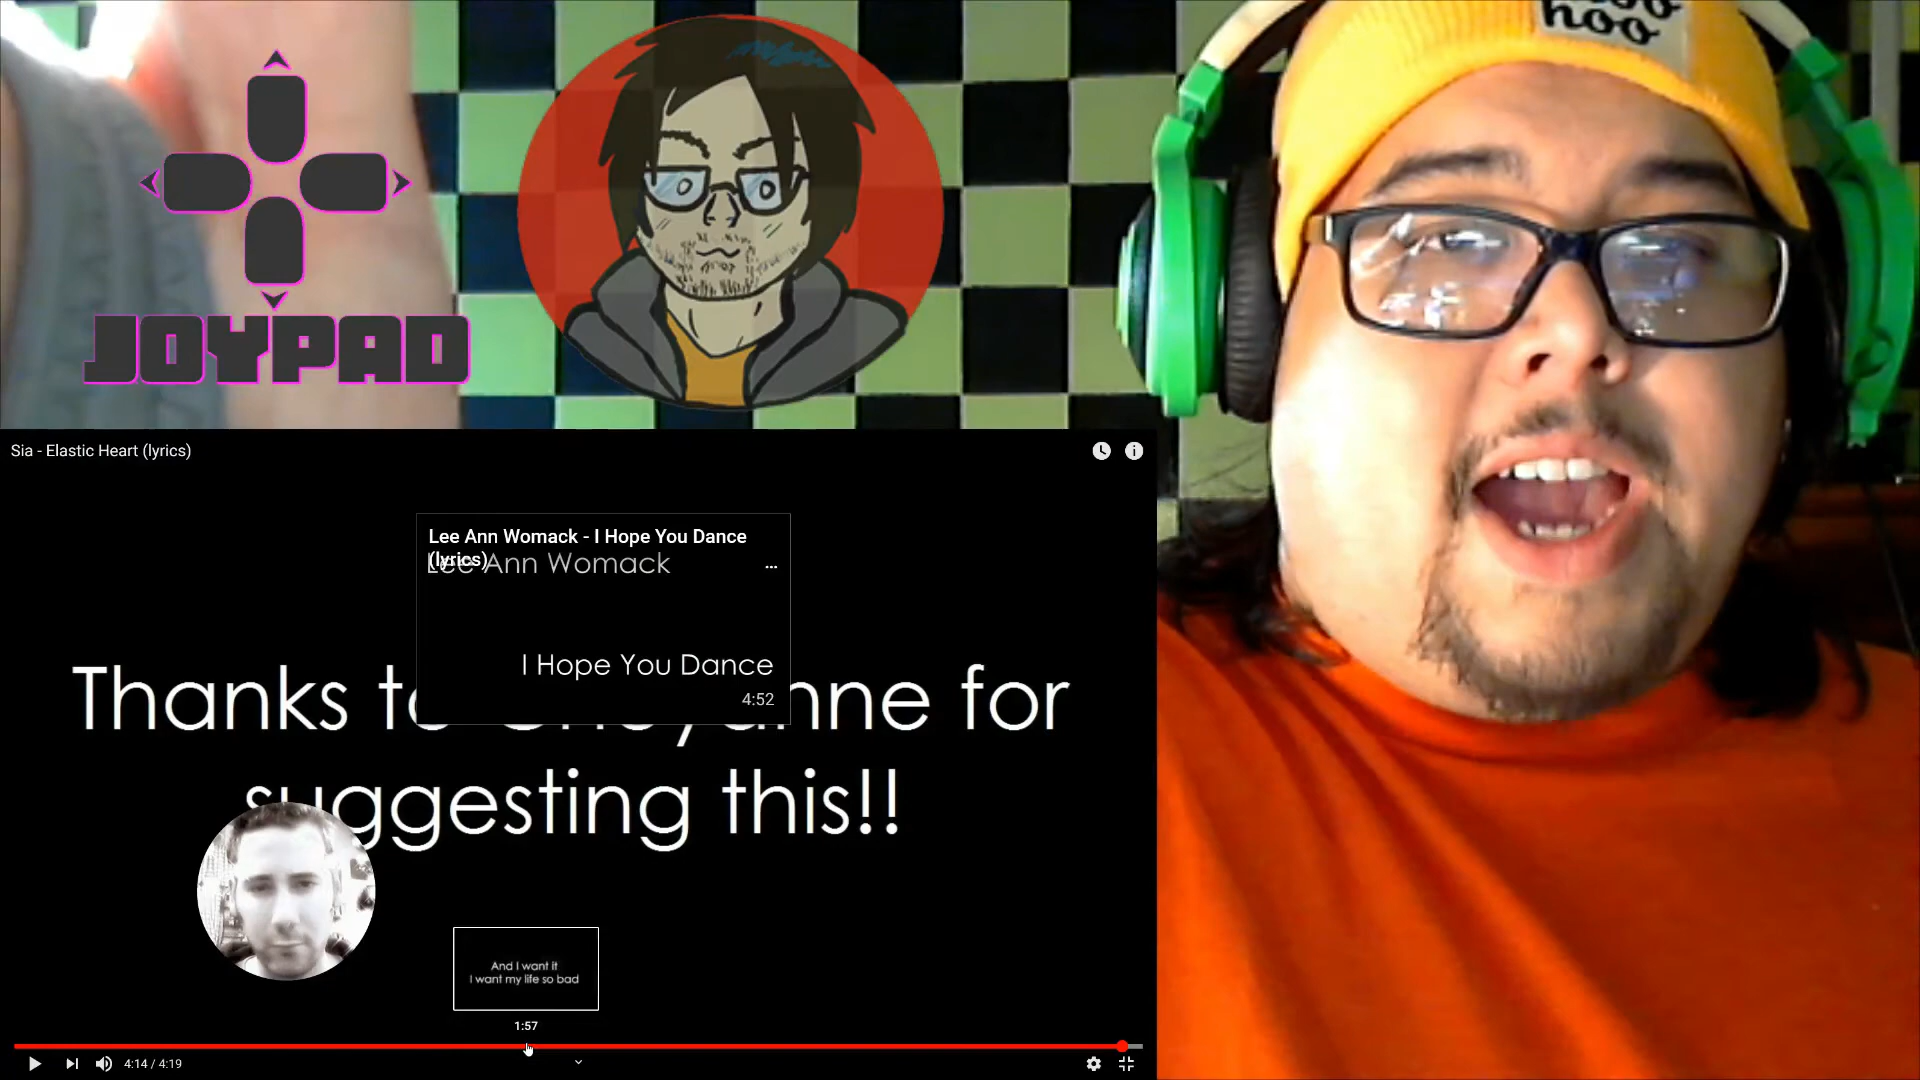 hoo
JOYPAD
Sia - Elastic Heart (lyrics)
Lee Ann Womack - I Hope You Dance
(lyrics)
Lee Ann Womack
...
I Hope You Dance
4:52
Thanks to Cheyanne for
suggesting this!!
And I want it
I want my life so bad
1:57
4:14 / 4:19